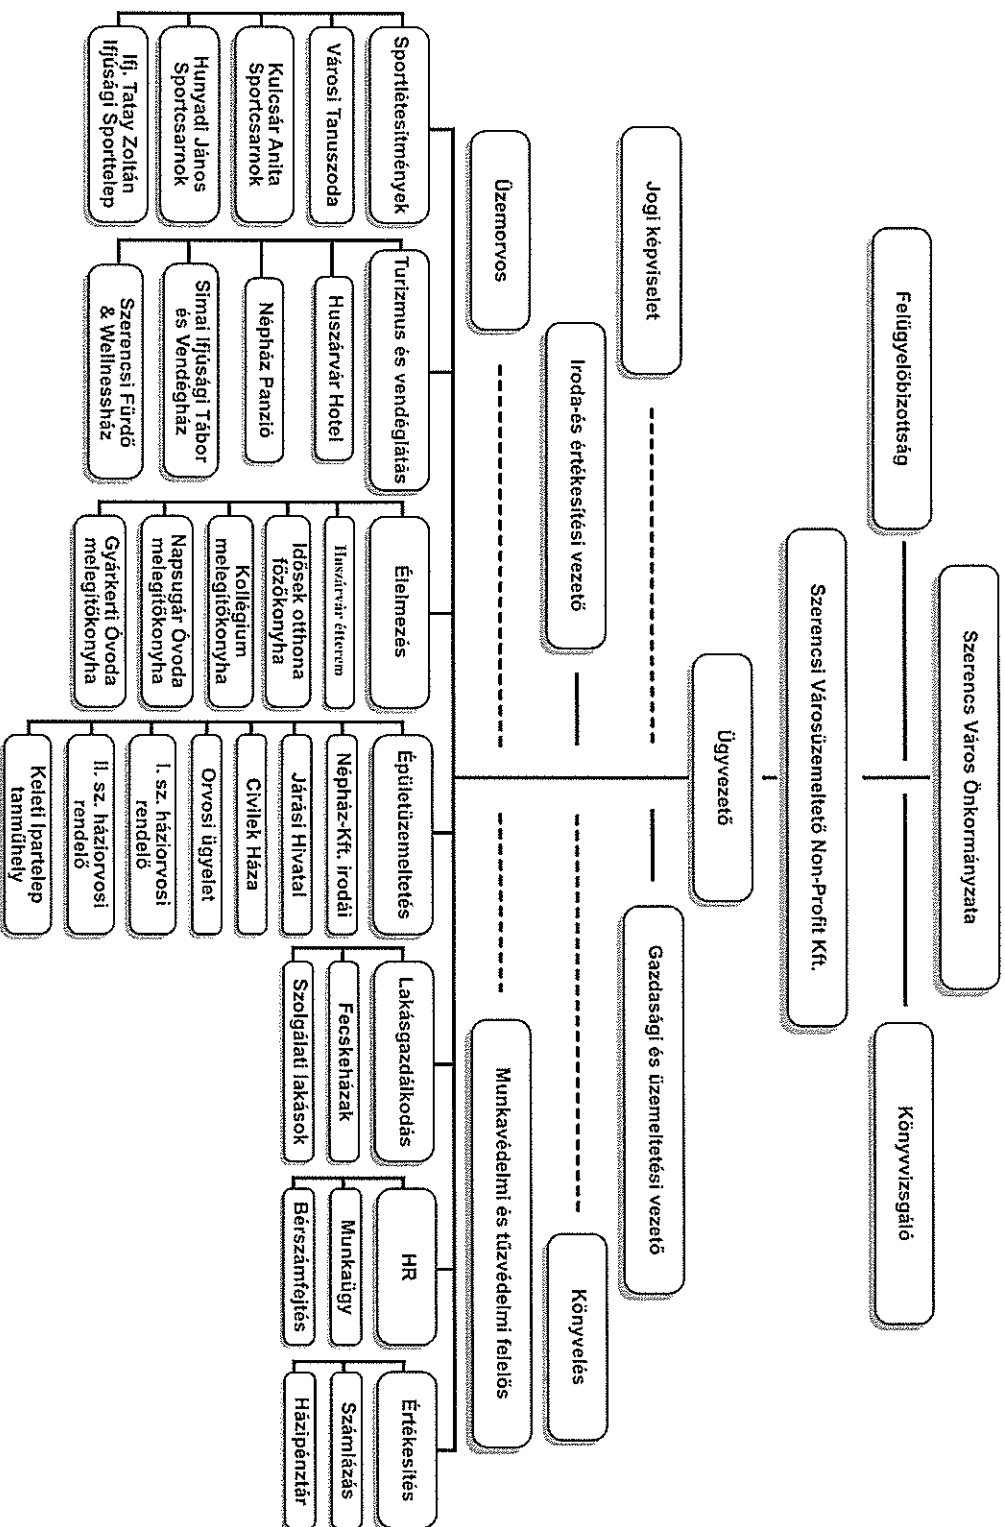 Szerencs Város Önkormányzata
Felügyelőbizottság
Könyvvizsgáló
Szerencsi Városüzemeltető Non-Profit Kft.
Ügyvezető
Jogi képviselet
Gazdasági és üzemeltetési vezető
Iroda-és értékesítési vezető
Könyvelés
Üzemorvos
Munkavédelmi és tűzvédelmi felelős
Sportlétesítmények
Városi Tanuszoda
Kulcsár Anita
Sportcsarnok
Hunyadi János
Sportcsarnok
Ifj. Tatay Zoltán
Ifjúsági Sporttelep
Turizmus és vendéglátás
Huszárvár Hotel
Népház Panzió
Simai Ifjúsági Tábor
és Vendégház
Szerencsi Fürdő
& Wellnessház
Élelmezés
Huszárvár étterem
Idősek otthona
főzőkonyha
Kollégium
melegítőkonyha
Napsugár Óvoda
melegítőkonyha
Gyárkerti Óvoda
melegítőkonyha
Épületüzemeltetés
Népház-Kft. irodái
Járási Hivatal
Civilek Háza
Orvosi ügyelet
I. sz. háziorvosi
rendelő
II. sz. háziorvosi
rendelő
Keleti Ipartelep
tanműhely
Lakásgazdálkodás
Fecskeházak
Szolgálati lakások
HR
Munkaügy
Bérszámfejtés
Értékesítés
Számlázás
Házipénztár